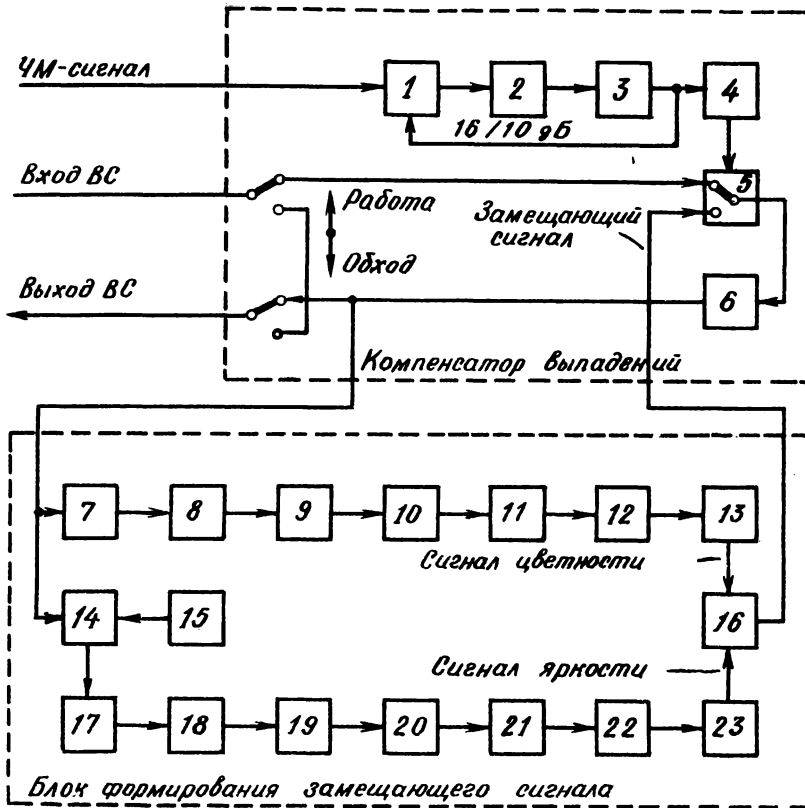 ЧМ-сигнал
1
2
3
4
16/10 дБ
Вход ВС
5
Работа
Замещающий
сигнал
Обход
Выход ВС
6
Компенсатор выпадений
7
8
9
10
11
12
13
Сигнал цветности
14
15
16
Сигнал яркости
17
18
19
20
21
22
23
Блок формирования замещающего сигнала